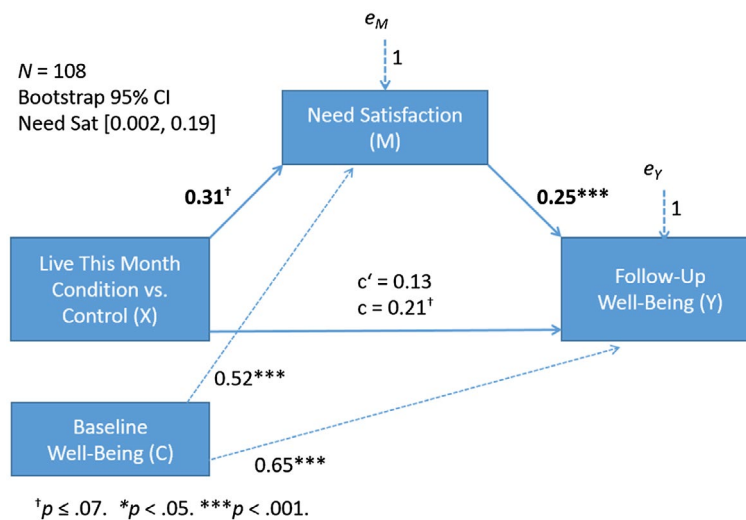 e_M
1
N = 108
Bootstrap 95% CI
Need Sat [0.002, 0.19]
Need Satisfaction
(M)
0.31†
0.25***
e_Y
1
Live This Month
Condition vs.
Control (X)
c‘ = 0.13
c = 0.21†
Follow-Up
Well-Being (Y)
0.52***
Baseline
Well-Being (C)
0.65***
†p ≤ .07.  *p < .05. ***p < .001.